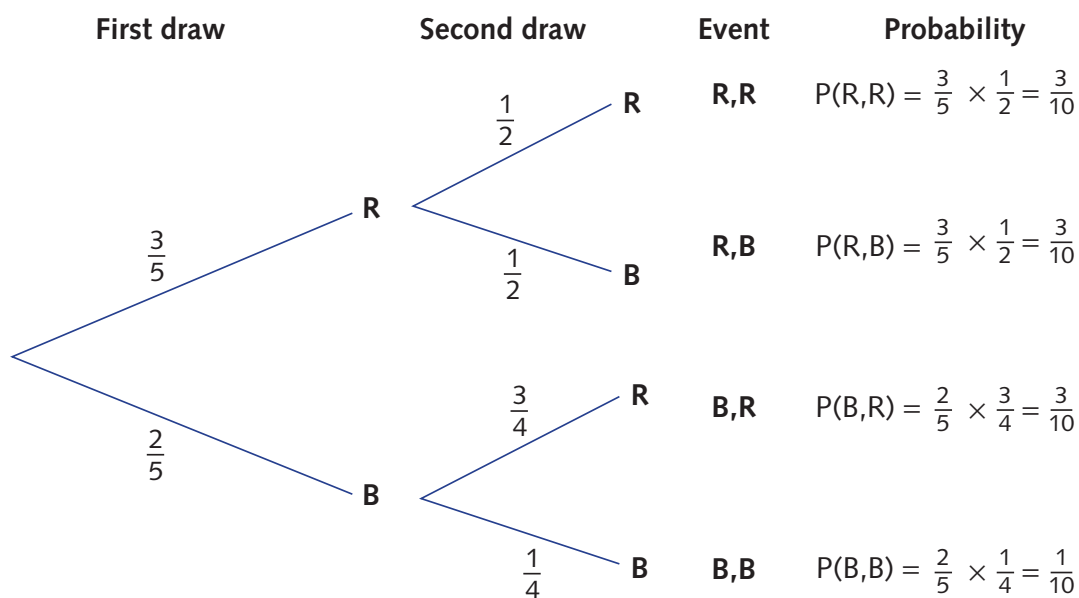 First draw Second draw Event Probability
1/2 R R,R P(R,R) = 3/5 × 1/2 = 3/10
3/5 R
1/2 B R,B P(R,B) = 3/5 × 1/2 = 3/10
3/4 R B,R P(B,R) = 2/5 × 3/4 = 3/10
2/5 B
1/4 B B,B P(B,B) = 2/5 × 1/4 = 1/10